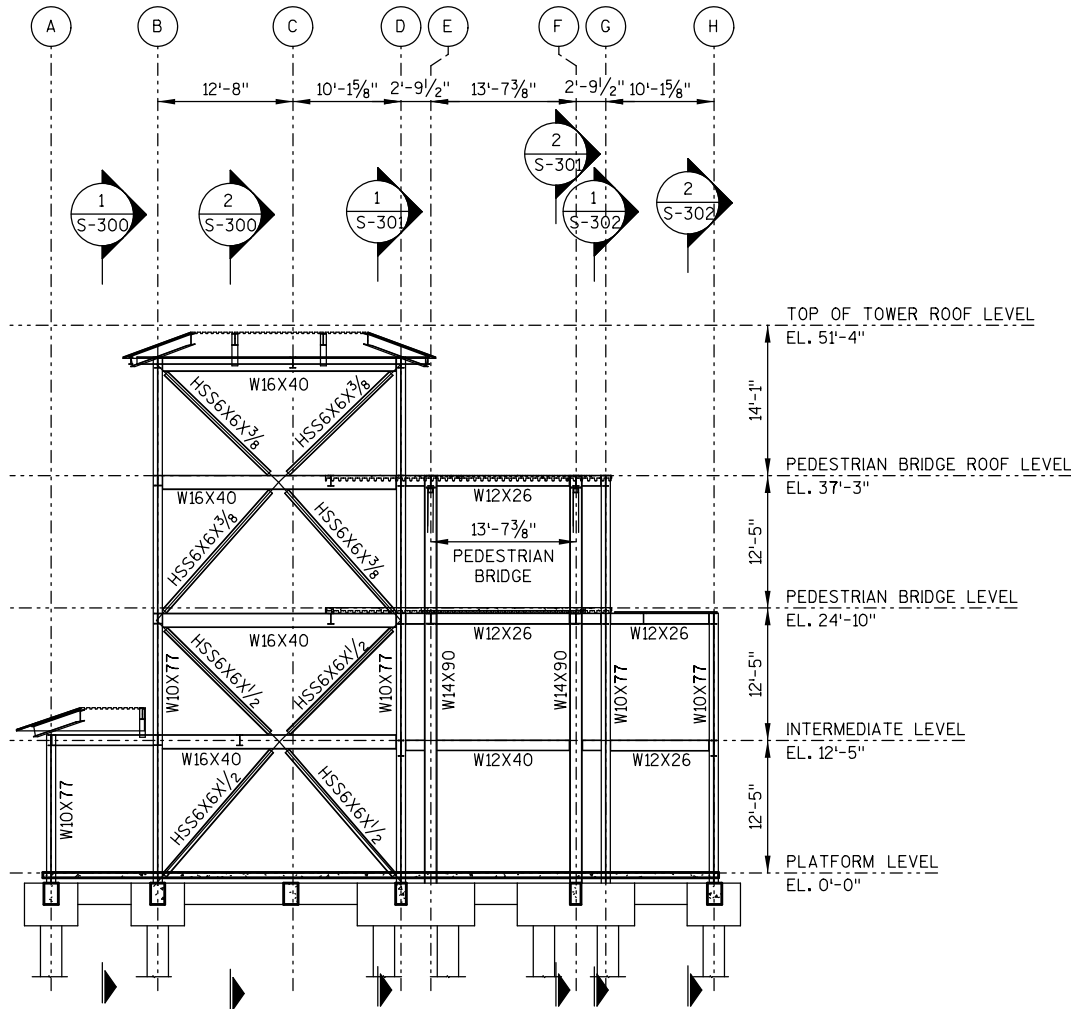 A B C D E F G H
12'-8" 10'-1⅝" 2'-9½" 13'-7⅜" 2'-9½" 10'-1⅝"
2
S-301
1
S-300
2
S-300
1
S-301
1
S-302
2
S-302
TOP OF TOWER ROOF LEVEL
EL. 51'-4"
14'-1"
W16X40
HSS6X6X⅜ HSS6X6X⅜
PEDESTRIAN BRIDGE ROOF LEVEL
EL. 37'-3"
W16X40 W12X26
12'-5"
HSS6X6X⅜ HSS6X6X⅜
13'-7⅜"
PEDESTRIAN
BRIDGE
PEDESTRIAN BRIDGE LEVEL
EL. 24'-10"
W16X40 W12X26 W12X26
12'-5"
W10X77 HSS6X6X½ HSS6X6X½ W10X77 W14X90 W14X90 W10X77 W10X77
INTERMEDIATE LEVEL
EL. 12'-5"
W16X40 W12X40 W12X26
12'-5"
W10X77 HSS6X6X½ HSS6X6X½
PLATFORM LEVEL
EL. 0'-0"